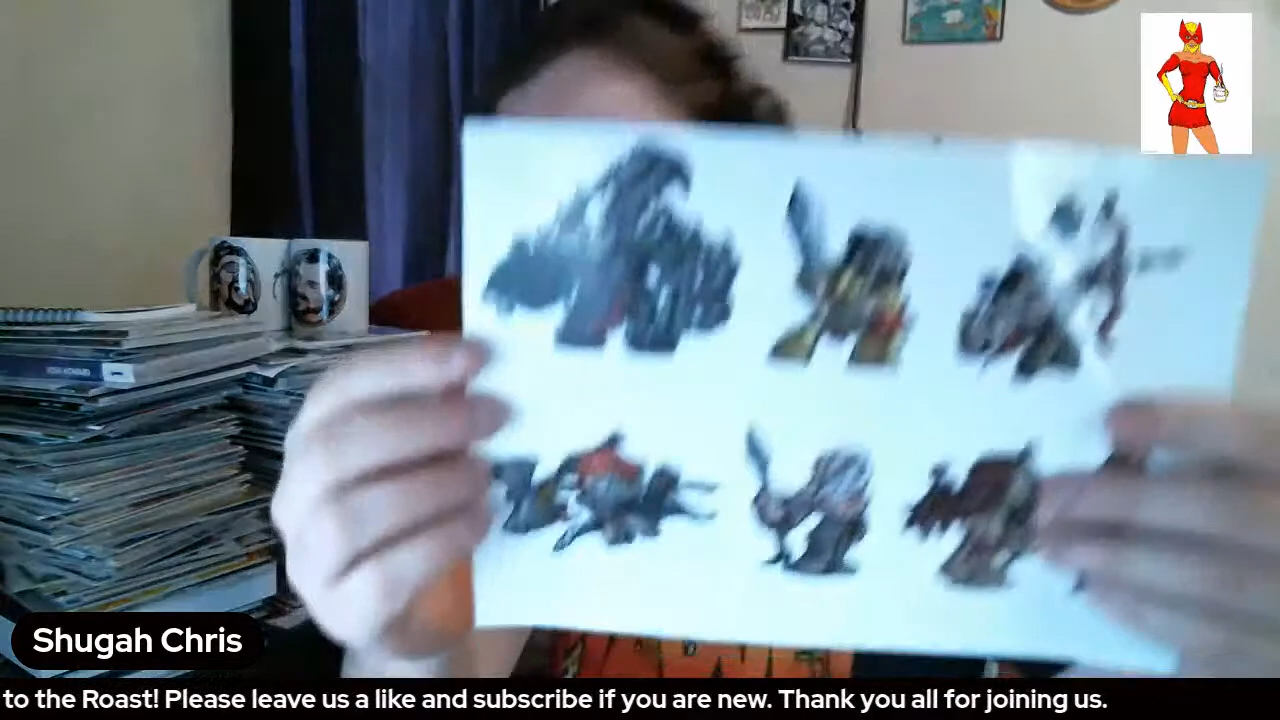 Shugah Chris
to the Roast! Please leave us a like and subscribe if you are new. Thank you all for joining us.